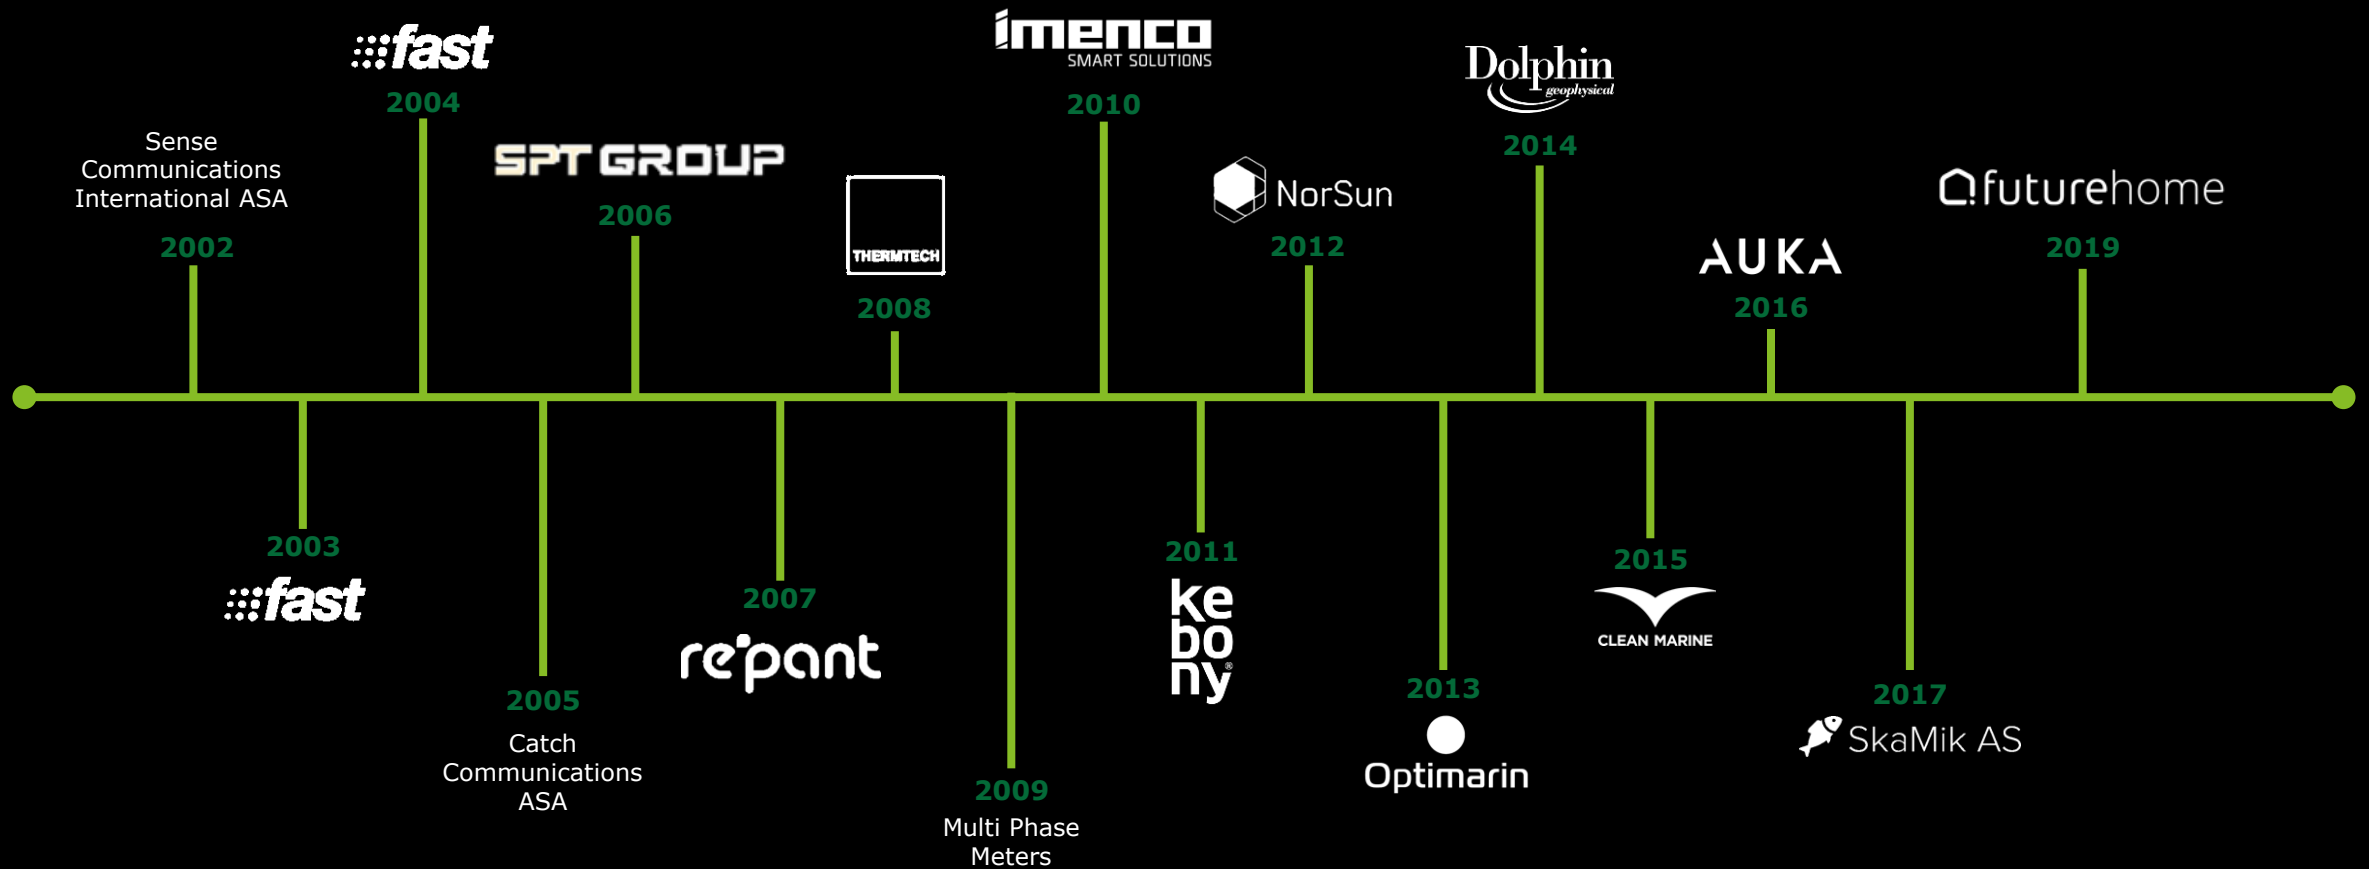 Sense
Communications
International ASA
2002
2003
fast
fast
2004
2005
Catch
Communications
ASA
SPT GROUP
2006
2007
re'pant
THERMTECH
2008
2009
Multi Phase
Meters
imenco
SMART SOLUTIONS
2010
2011
ke
bo
ny®
NorSun
2012
2013
Optimarin
Dolphin
geophysical
2014
2015
CLEAN MARINE
AUKA
2016
2017
SkaMik AS
futurehome
2019